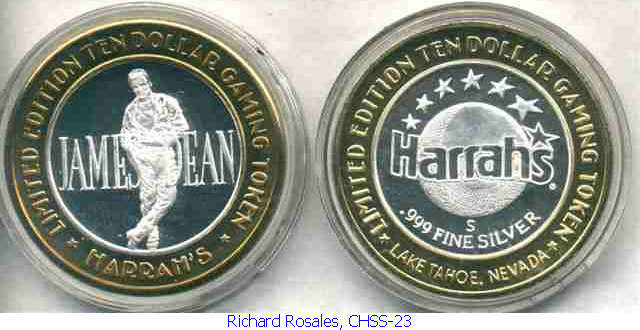 LIMITED EDITION TEN DOLLAR GAMING TOKEN
JAMES DEAN
HARRAH'S
LIMITED EDITION TEN DOLLAR GAMING TOKEN
Harrah's
S
.999 FINE SILVER
LAKE TAHOE, NEVADA
Richard Rosales, CHSS-23